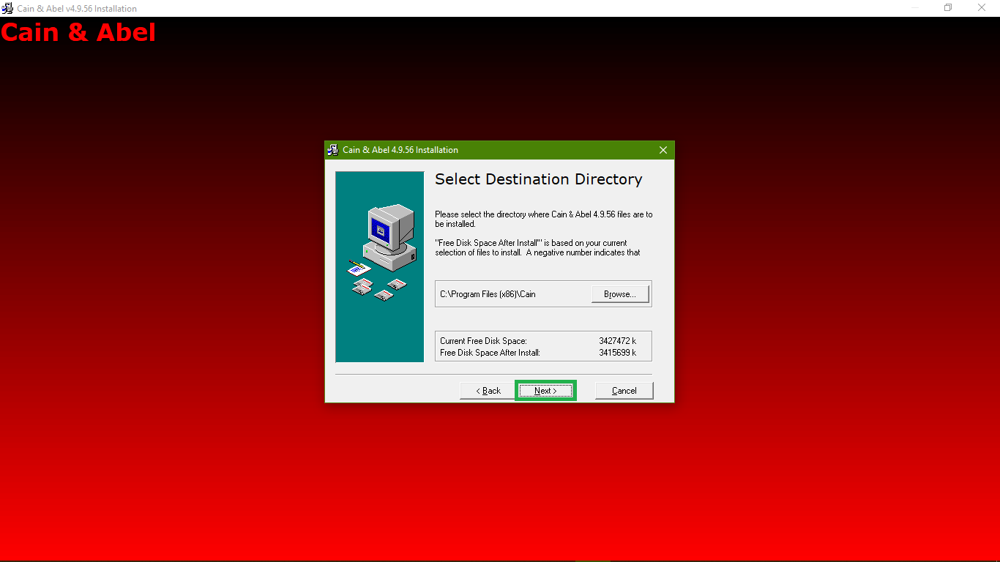 Cain & Abel v4.9.56 Installation
Cain & Abel
Cain & Abel 4.9.56 Installation
Select Destination Directory
Please select the directory where Cain & Abel 4.9.56 files are to
be installed.
"Free Disk Space After Install"' is based on your current
selection of files to install.  A negative number indicates that
C:\Program Files (x86)\Cain
Browse...
Current Free Disk Space: 3427472 k
Free Disk Space After Install: 3415699 k
< Back Next > Cancel